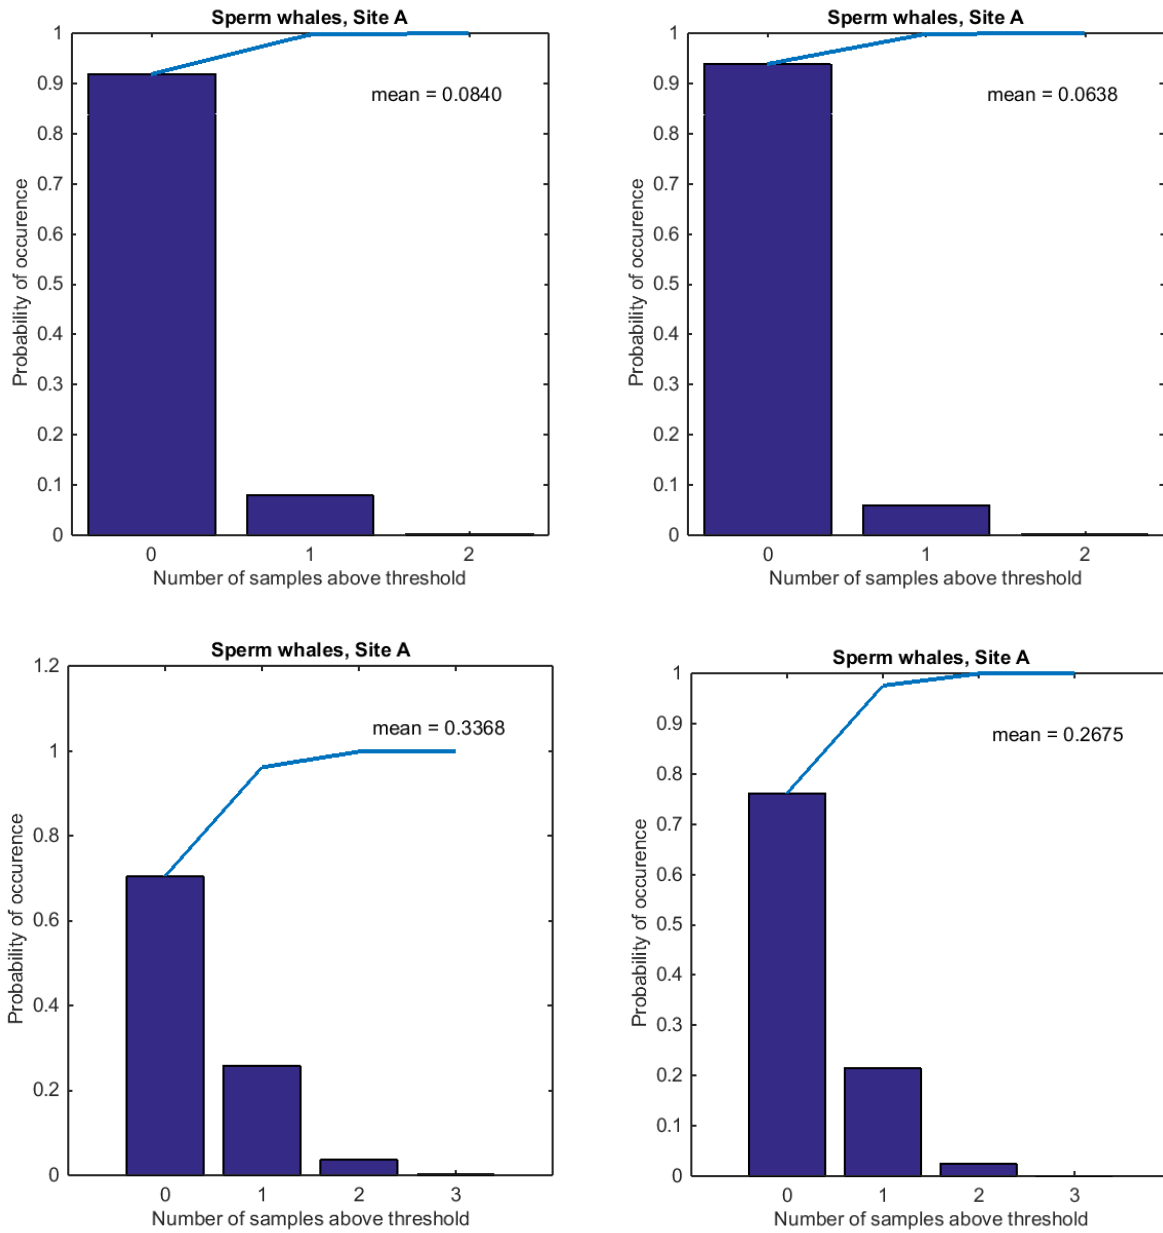 Sperm whales, Site A
1
0.9
0.8
0.7
0.6
0.5
0.4
0.3
0.2
0.1
0
mean = 0.0840
Probability of occurence
0 1 2
Number of samples above threshold
Sperm whales, Site A
1
0.9
0.8
0.7
0.6
0.5
0.4
0.3
0.2
0.1
0
mean = 0.0638
Probability of occurence
0 1 2
Number of samples above threshold
Sperm whales, Site A
1.2
1
0.8
0.6
0.4
0.2
0
mean = 0.3368
Probability of occurence
0 1 2 3
Number of samples above threshold
Sperm whales, Site A
1
0.9
0.8
0.7
0.6
0.5
0.4
0.3
0.2
0.1
0
mean = 0.2675
Probability of occurence
0 1 2 3
Number of samples above threshold